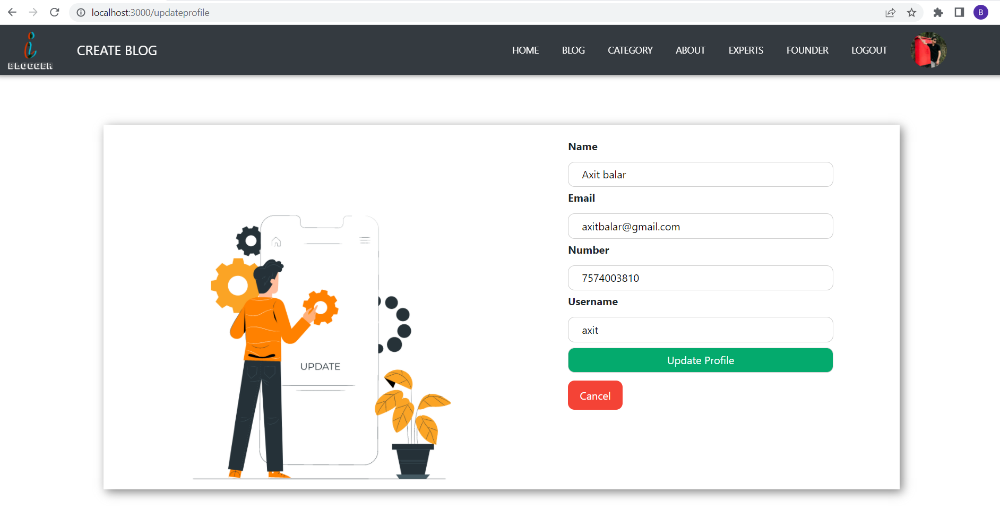 localhost:3000/updateprofile
B
BLOGGER
CREATE BLOG
HOME BLOG CATEGORY ABOUT EXPERTS FOUNDER LOGOUT
Name
Axit balar
Email
axitbalar@gmail.com
Number
7574003810
Username
axit
Update Profile
Cancel
UPDATE